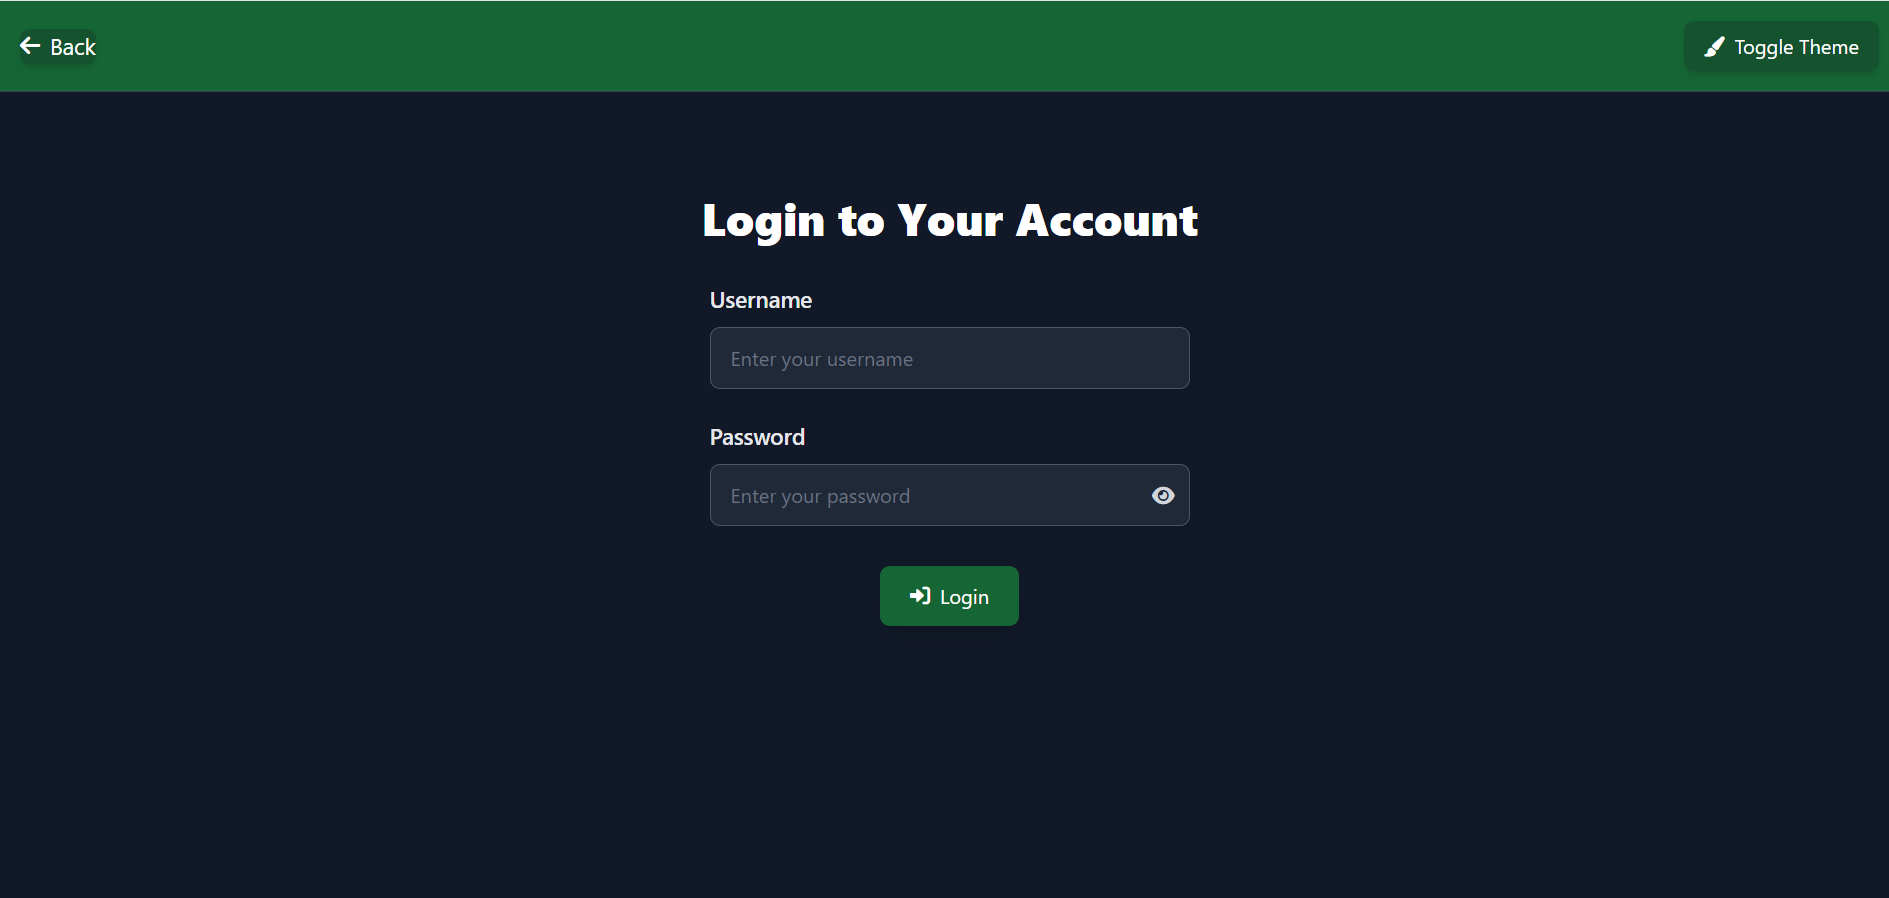 Back
Toggle Theme
Login to Your Account
Username
Enter your username
Password
Enter your password
Login